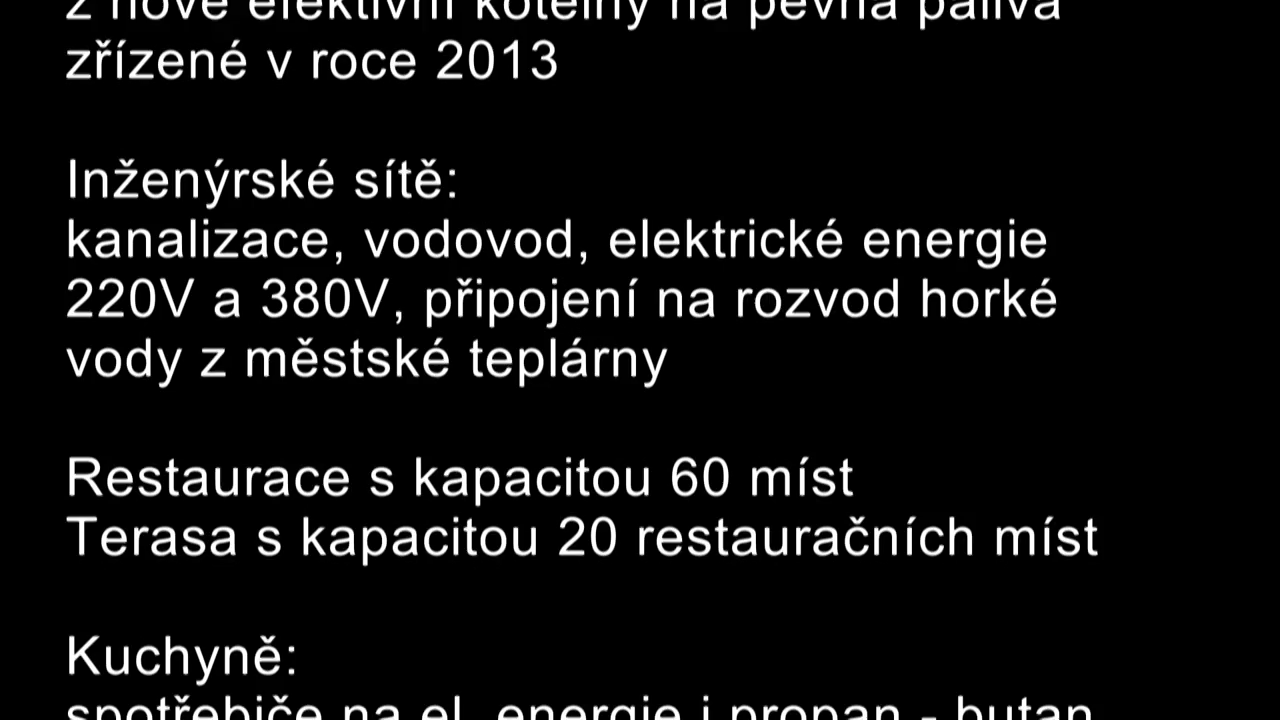 z nové efektivní kotelny na pevná paliva
zřízené v roce 2013
Inženýrské sítě:
kanalizace, vodovod, elektrické energie
220V a 380V, připojení na rozvod horké
vody z městské teplárny
Restaurace s kapacitou 60 míst
Terasa s kapacitou 20 restauračních míst
Kuchyně:
spotřebiče na el. energie i propan - butan